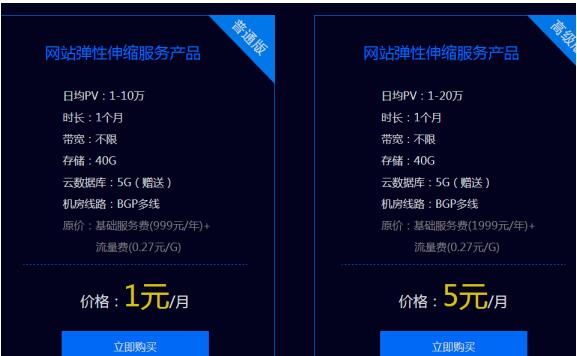 普通版
网站弹性伸缩服务产品
日均PV：1-10万
时长：1个月
带宽：不限
存储：40G
云数据库：5G（赠送）
机房线路：BGP多线
原价：基础服务费(999元/年)+
流量费(0.27元/G)
价格：1元/月
立即购买
高级版
网站弹性伸缩服务产品
日均PV：1-20万
时长：1个月
带宽：不限
存储：40G
云数据库：5G（赠送）
机房线路：BGP多线
原价：基础服务费(1999元/年)+
流量费(0.27元/G)
价格：5元/月
立即购买